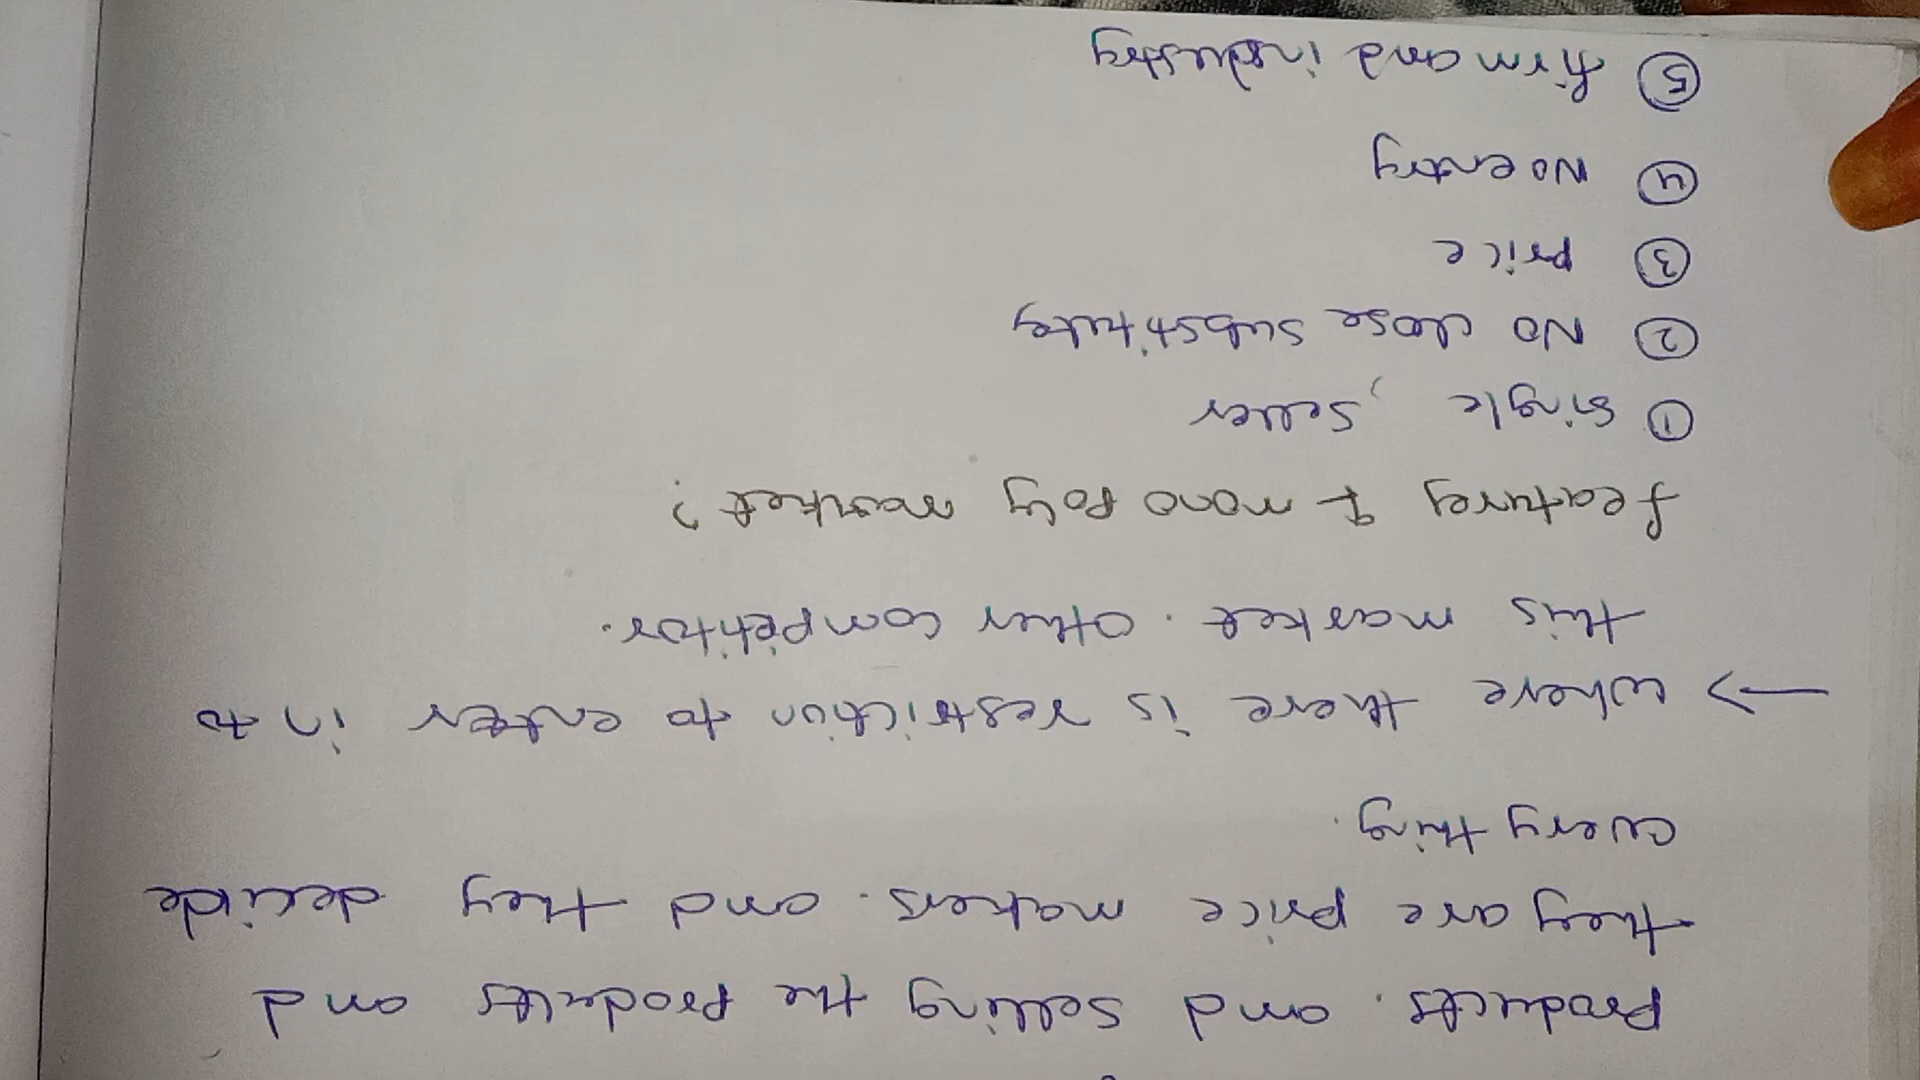 Products. and selling the products and
they are price makers. and they decide
every thing.
→ where there is restriction to enter in to
this market. other competitor.
features of mono poly market?
① single, seller
② NO close substitutes
③ price
④ No entry
⑤ firm and industry